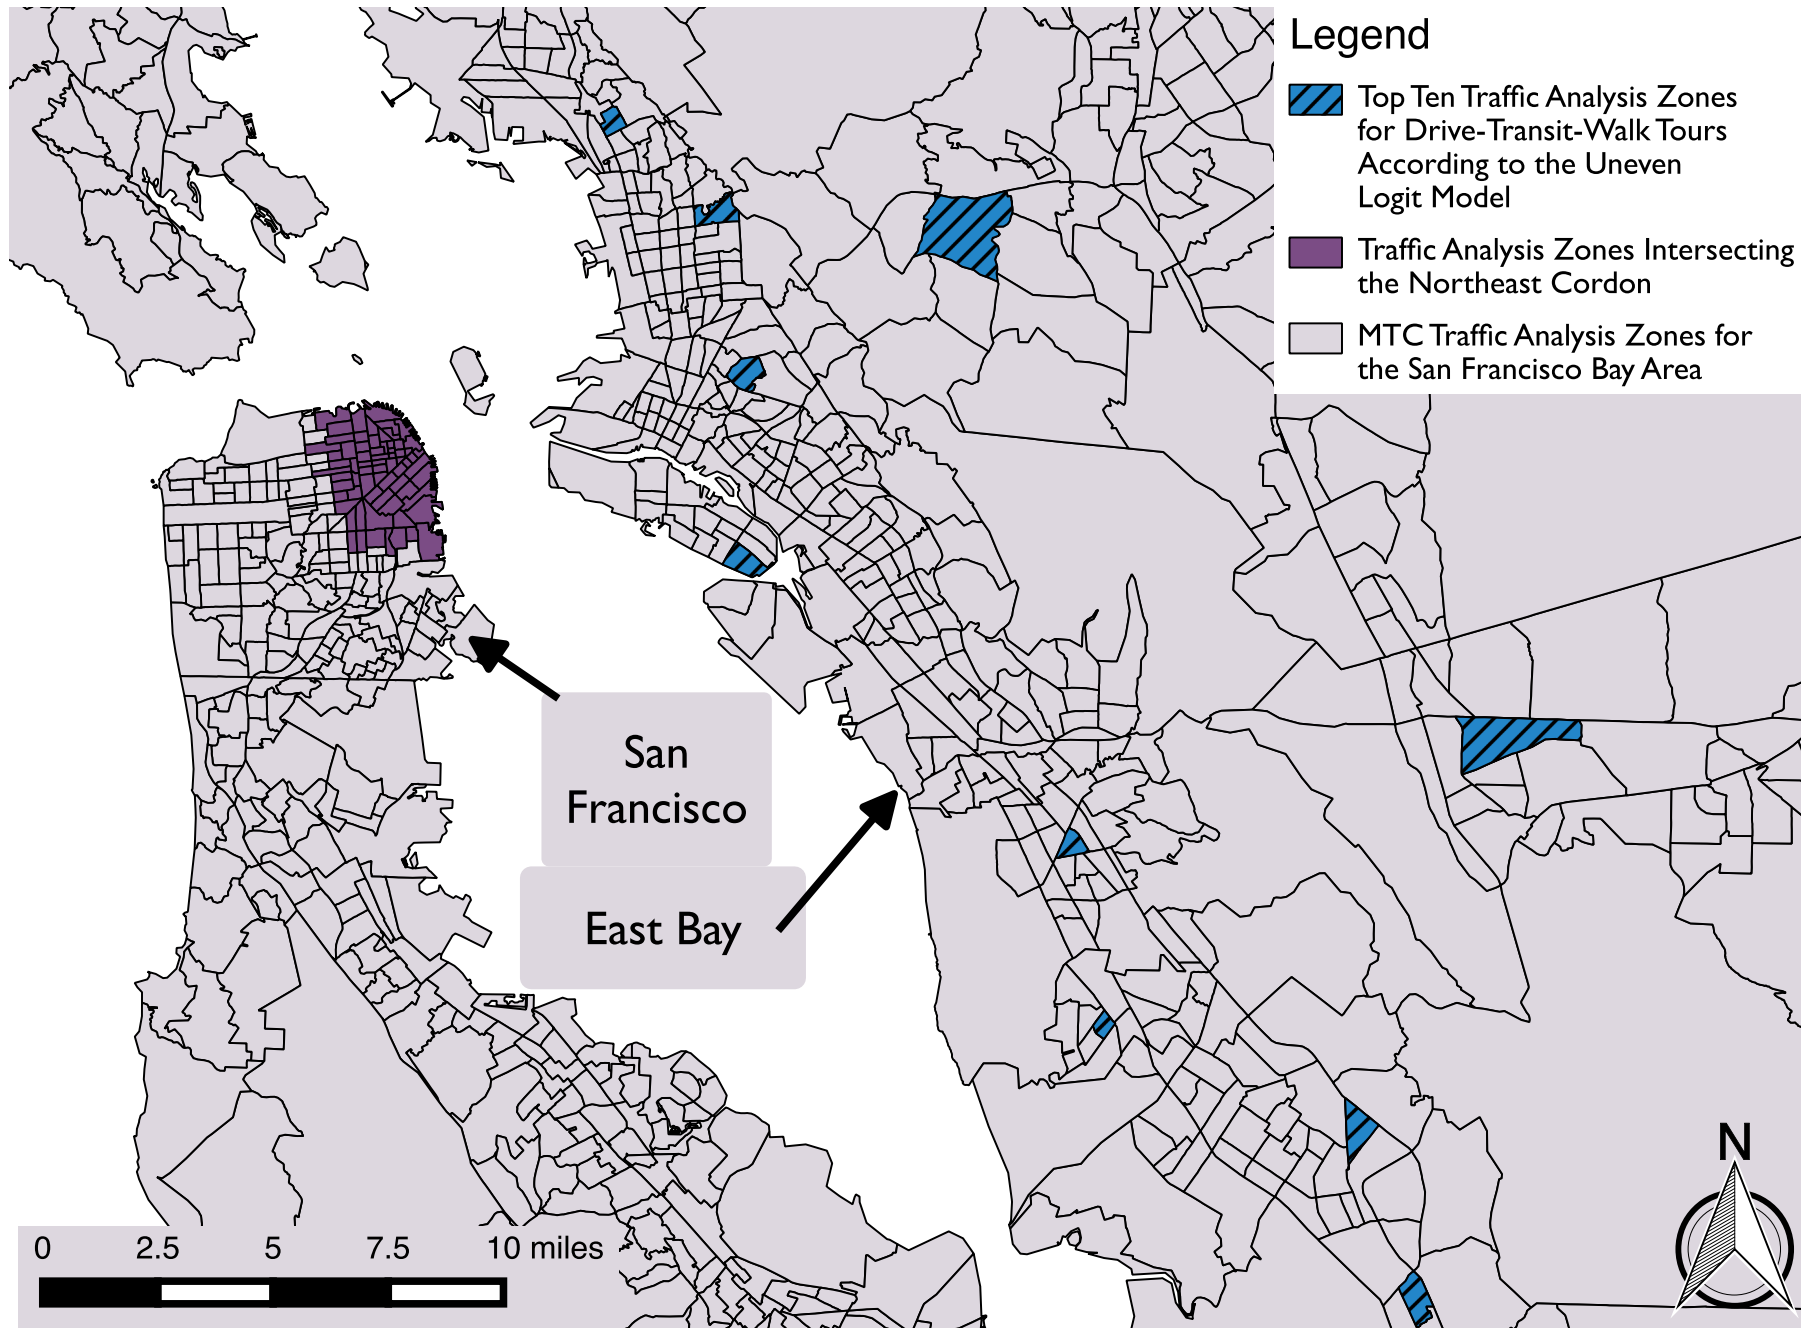 Legend
Top Ten Traffic Analysis Zones
for Drive-Transit-Walk Tours
According to the Uneven
Logit Model
Traffic Analysis Zones Intersecting
the Northeast Cordon
MTC Traffic Analysis Zones for
the San Francisco Bay Area
San
Francisco
East Bay
N
0 2.5 5 7.5 10 miles